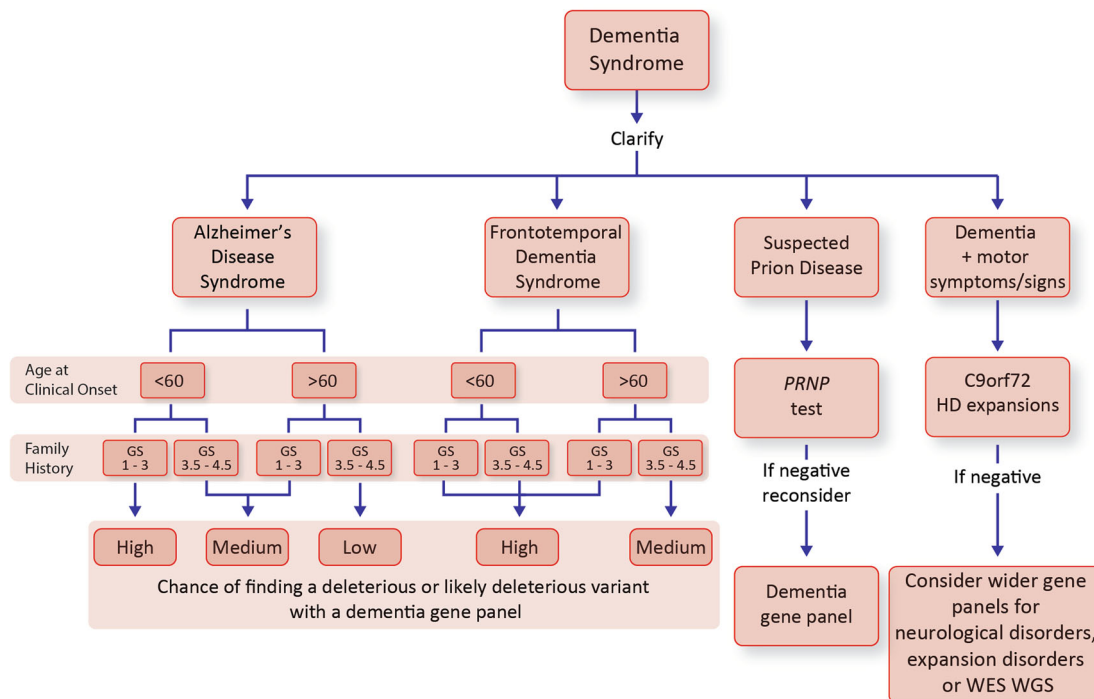 Dementia
Syndrome
Clarify
Alzheimer's
Disease
Syndrome
Frontotemporal
Dementia
Syndrome
Suspected
Prion Disease
Dementia
+ motor
symptoms/signs
Age at
Clinical Onset
<60
>60
<60
>60
PRNP
test
C9orf72
HD expansions
Family
History
GS
1 - 3
GS
3.5 - 4.5
GS
1 - 3
GS
3.5 - 4.5
GS
1 - 3
GS
3.5 - 4.5
GS
1 - 3
GS
3.5 - 4.5
If negative
reconsider
If negative
High
Medium
Low
High
Medium
Chance of finding a deleterious or likely deleterious variant
with a dementia gene panel
Dementia
gene panel
Consider wider gene
panels for
neurological disorders,
expansion disorders
or WES WGS